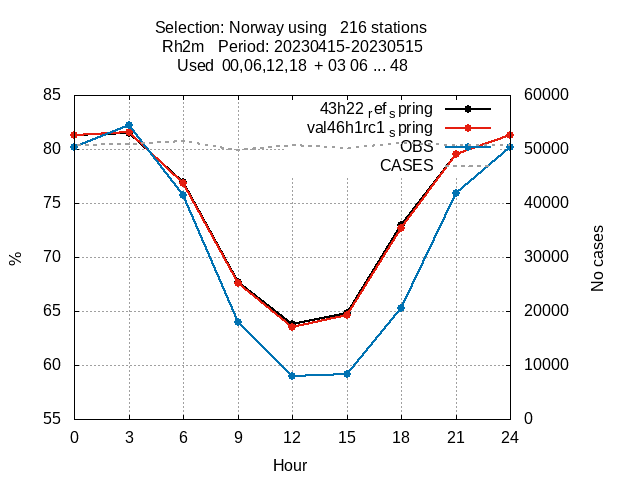 Selection: Norway using   216 stations
Rh2m   Period: 20230415-20230515
Used  00,06,12,18  + 03 06 ... 48
85 60000
43h22 ref spring
val46h1rc1 spring
OBS
80 50000
CASES
75 40000
70 30000
% No cases
65 20000
60 10000
55 0
0 3 6 9 12 15 18 21 24
Hour